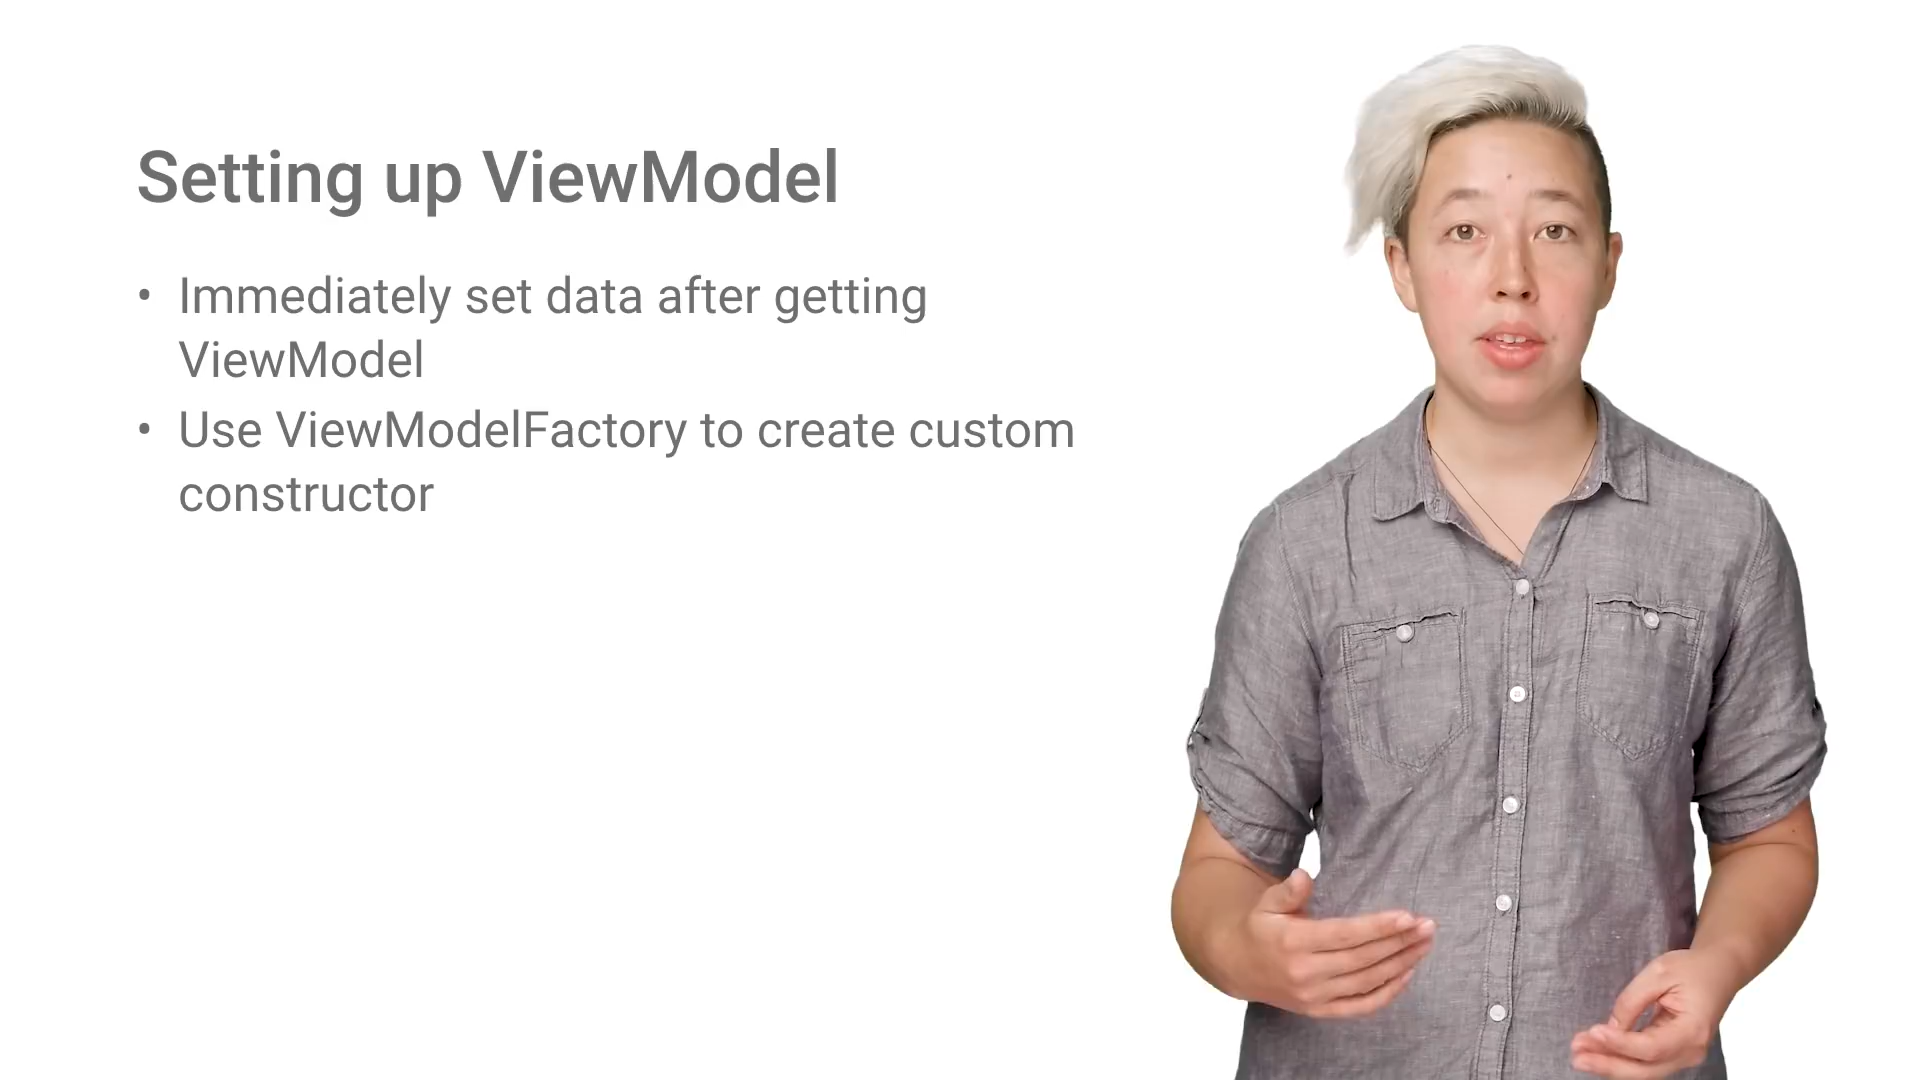 Setting up ViewModel
• Immediately set data after getting
ViewModel
• Use ViewModelFactory to create custom
constructor